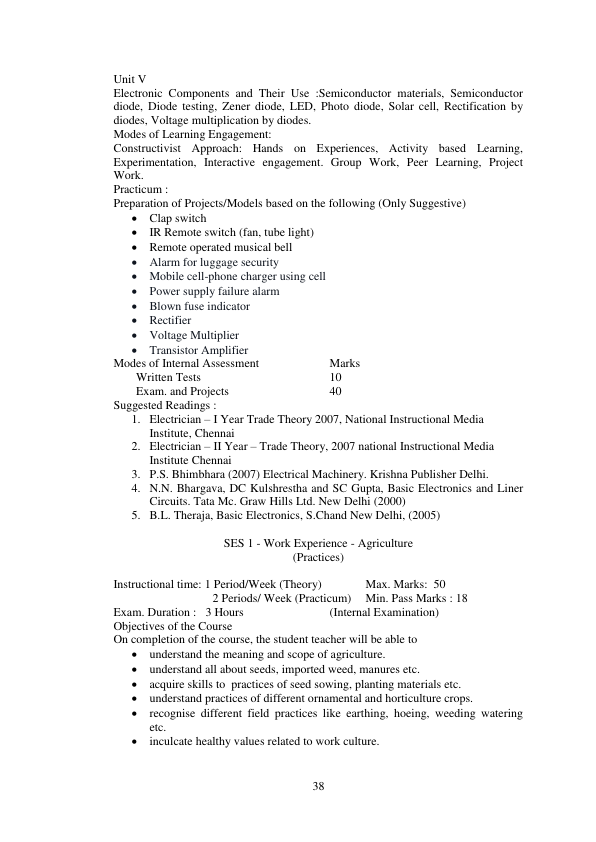 Unit V
Electronic Components and Their Use :Semiconductor materials, Semiconductor
diode, Diode testing, Zener diode, LED, Photo diode, Solar cell, Rectification by
diodes, Voltage multiplication by diodes.
Modes of Learning Engagement:
Constructivist Approach: Hands on Experiences, Activity based Learning,
Experimentation, Interactive engagement. Group Work, Peer Learning, Project
Work.
Practicum :
Preparation of Projects/Models based on the following (Only Suggestive)
• Clap switch
• IR Remote switch (fan, tube light)
• Remote operated musical bell
• Alarm for luggage security
• Mobile cell-phone charger using cell
• Power supply failure alarm
• Blown fuse indicator
• Rectifier
• Voltage Multiplier
• Transistor Amplifier
Modes of Internal Assessment Marks
Written Tests 10
Exam. and Projects 40
Suggested Readings :
1. Electrician – I Year Trade Theory 2007, National Instructional Media
Institute, Chennai
2. Electrician – II Year – Trade Theory, 2007 national Instructional Media
Institute Chennai
3. P.S. Bhimbhara (2007) Electrical Machinery. Krishna Publisher Delhi.
4. N.N. Bhargava, DC Kulshrestha and SC Gupta, Basic Electronics and Liner
Circuits. Tata Mc. Graw Hills Ltd. New Delhi (2000)
5. B.L. Theraja, Basic Electronics, S.Chand New Delhi, (2005)
SES 1 - Work Experience - Agriculture
(Practices)
Instructional time: 1 Period/Week (Theory) Max. Marks: 50
2 Periods/ Week (Practicum) Min. Pass Marks : 18
Exam. Duration : 3 Hours (Internal Examination)
Objectives of the Course
On completion of the course, the student teacher will be able to
• understand the meaning and scope of agriculture.
• understand all about seeds, imported weed, manures etc.
• acquire skills to practices of seed sowing, planting materials etc.
• understand practices of different ornamental and horticulture crops.
• recognise different field practices like earthing, hoeing, weeding watering
etc.
• inculcate healthy values related to work culture.
38